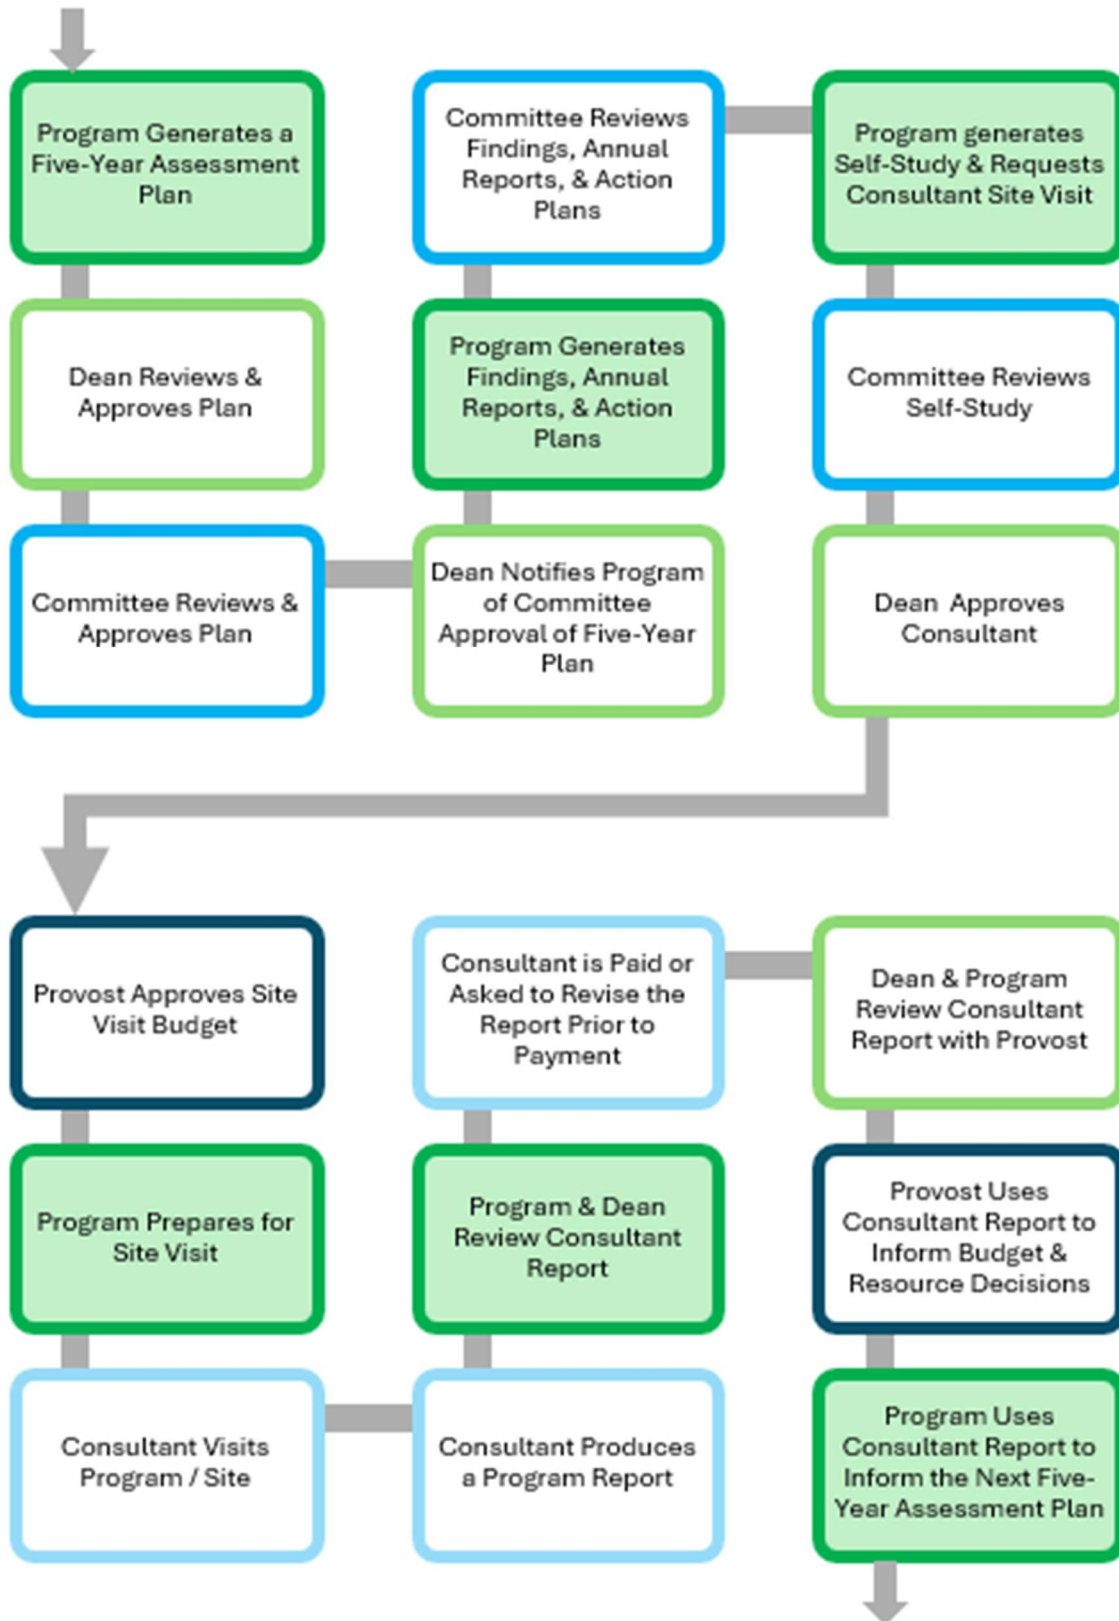 Program Generates a
Five-Year Assessment
Plan
Dean Reviews &
Approves Plan
Committee Reviews &
Approves Plan
Dean Notifies Program
of Committee
Approval of Five-Year
Plan
Program Generates
Findings, Annual
Reports, & Action
Plans
Committee Reviews
Findings, Annual
Reports, & Action
Plans
Program generates
Self-Study & Requests
Consultant Site Visit
Committee Reviews
Self-Study
Dean Approves
Consultant
Provost Approves Site
Visit Budget
Program Prepares for
Site Visit
Consultant Visits
Program / Site
Consultant Produces
a Program Report
Program & Dean
Review Consultant
Report
Consultant is Paid or
Asked to Revise the
Report Prior to
Payment
Dean & Program
Review Consultant
Report with Provost
Provost Uses
Consultant Report to
Inform Budget &
Resource Decisions
Program Uses
Consultant Report to
Inform the Next Five-
Year Assessment Plan